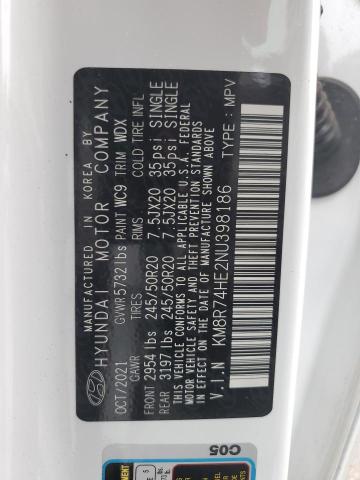 MANUFACTURED IN KOREA BY
HYUNDAI MOTOR COMPANY
OCT/2021 GVWR 5732 lbs PAINT WC9 TRIM WDX
GAWR TIRES RIMS COLD TIRE INFL.
FRONT 2954 lbs 245/50R20 7.5JX20 35psi SINGLE
REAR 3197 lbs 245/50R20 7.5JX20 35psi SINGLE
THIS VEHICLE CONFORMS TO ALL APPLICABLE U.S.A. FEDERAL
MOTOR VEHICLE SAFETY AND THEFT PREVENTION STANDARDS
IN EFFECT ON THE DATE OF MANUFACTURE SHOWN ABOVE.
V.I.N KM8R74HE2NU398186 TYPE : MPV
C05